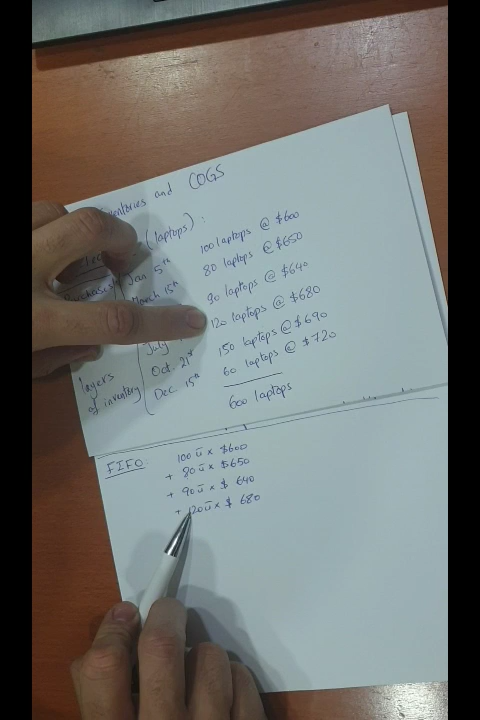 and COGS
(laptops):
Purchases
Jan 5th 100 laptops @ $600
March 15th 80 laptops @ $650
90 laptops @ $640
July 120 laptops @ $680
Oct. 21st 150 laptops @ $690
Dec. 15th 60 laptops @ $720
layers
of inventory
600 laptops
FIFO: 100 u x $600
+ 80 u x $650
+ 90 u x $ 640
+ 120 u x $ 680